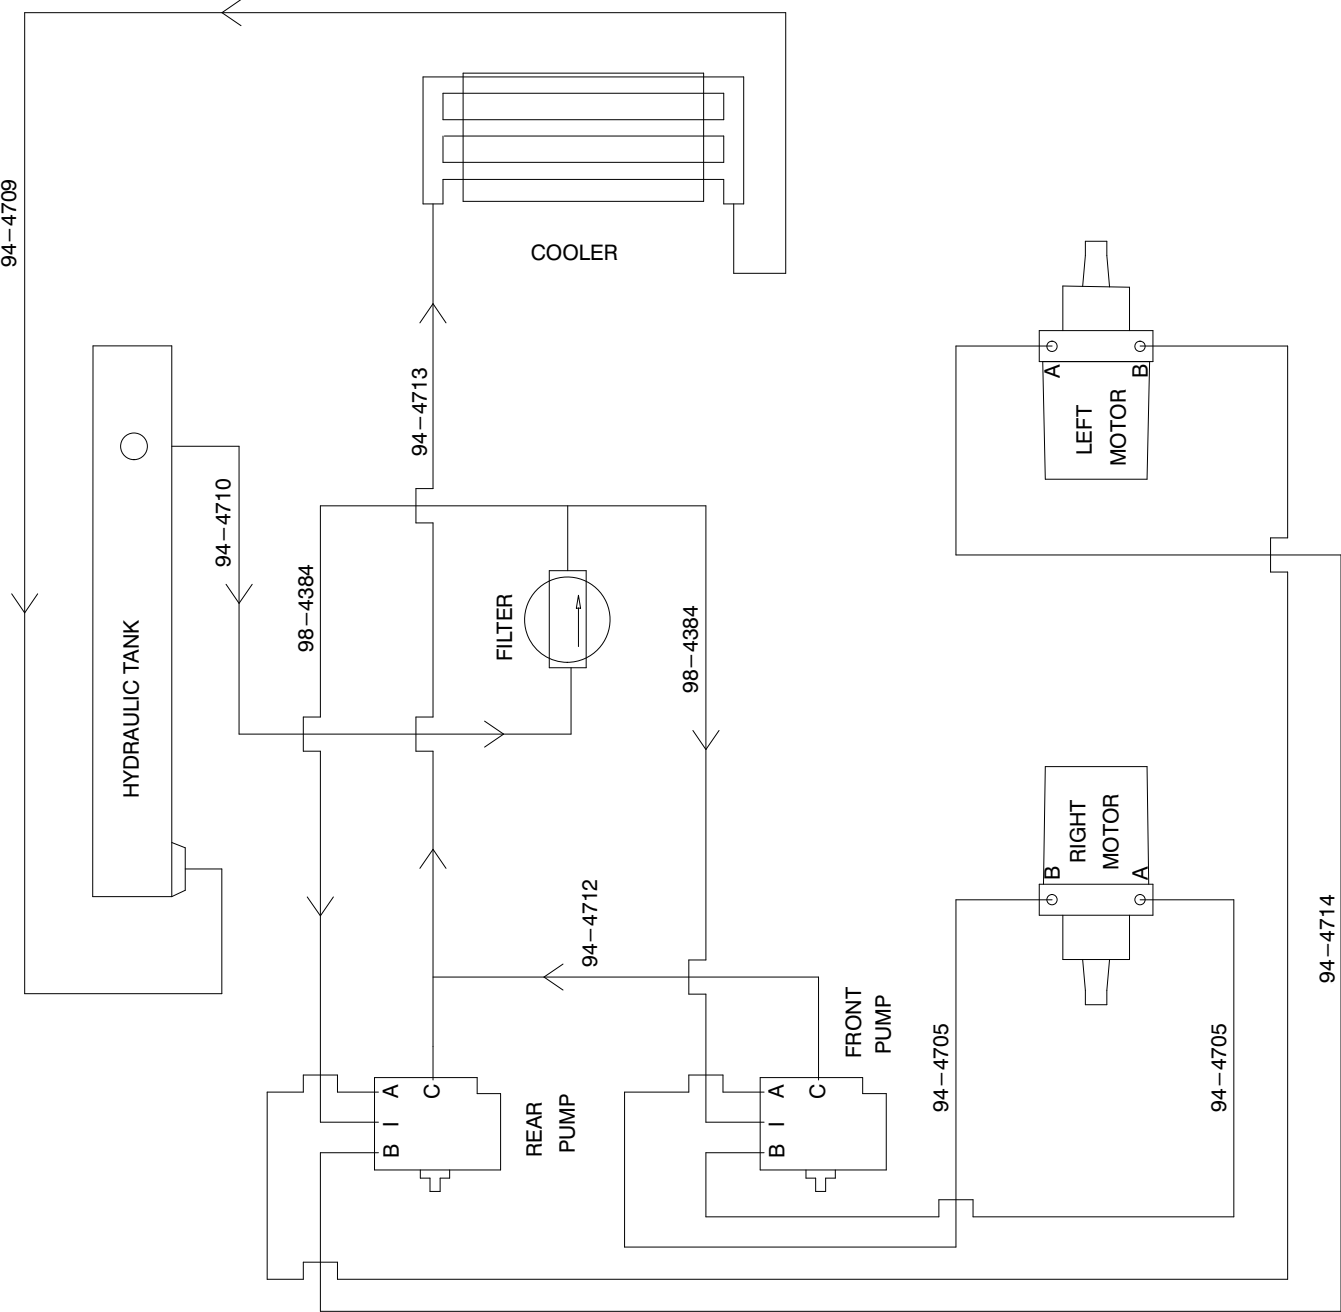 94–4709
COOLER
94–4713
A
B
LEFT
MOTOR
94–4710
98–4384
FILTER
98–4384
HYDRAULIC TANK
RIGHT
MOTOR
B
A
94–4712
94–4714
FRONT
PUMP
94–4705
94–4705
A
I
B
C
REAR
PUMP
A
I
B
C